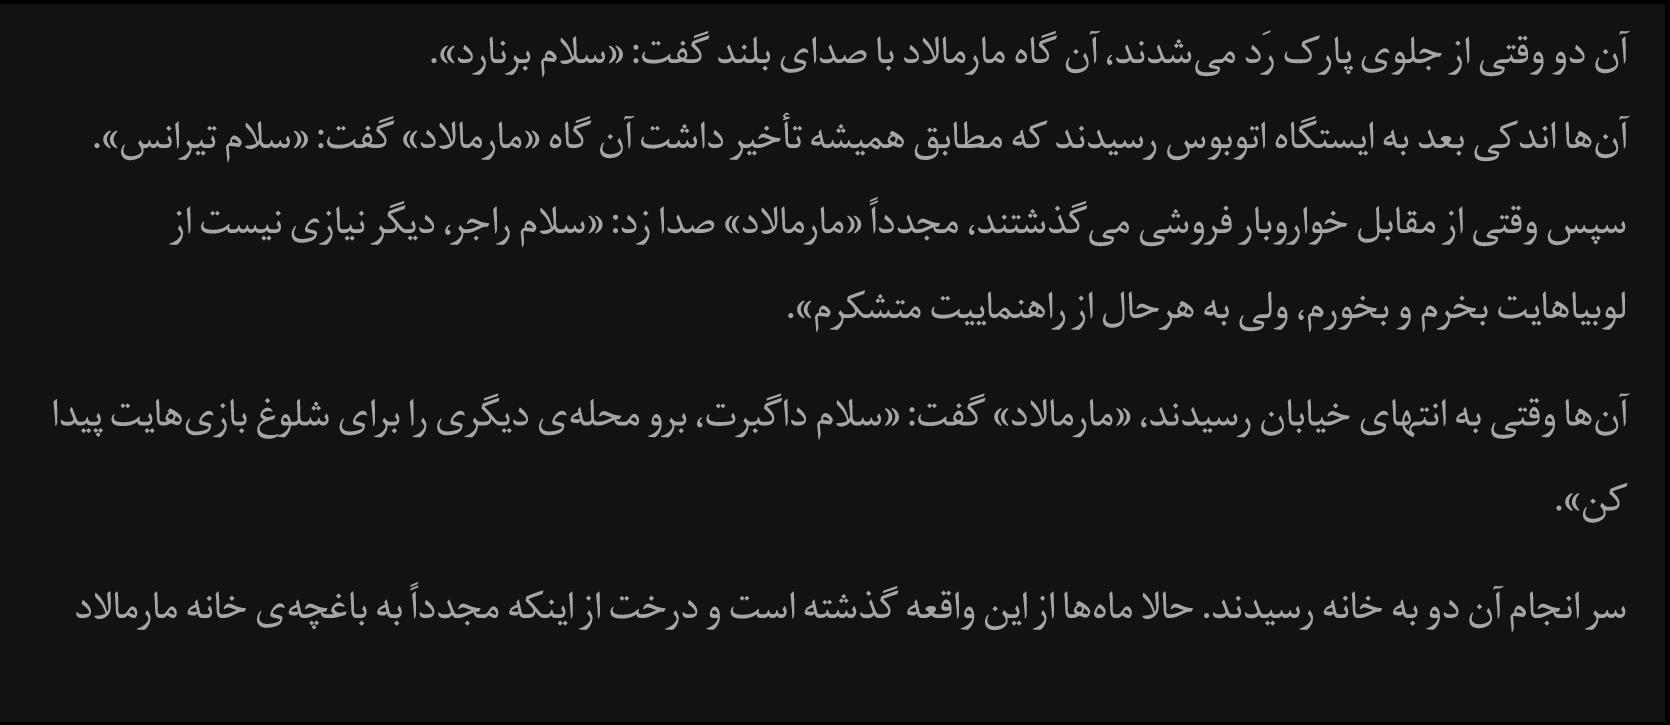 آن دو وقتی از جلوی پارک رَد می‌شدند، آن گاه مارمالاد با صدای بلند گفت: «سلام برنارد».
آن‌ها اندکی بعد به ایستگاه اتوبوس رسیدند که مطابق همیشه تأخیر داشت آن گاه «مارمالاد» گفت: «سلام تیرانس».
سپس وقتی از مقابل خواروبار فروشی می‌گذشتند، مجدداً «مارمالاد» صدا زد: «سلام راجر، دیگر نیازی نیست از
لوبیاهایت بخرم و بخورم، ولی به هرحال از راهنماییت متشکرم».
آن‌ها وقتی به انتهای خیابان رسیدند، «مارمالاد» گفت: «سلام داگبرت، برو محله‌ی دیگری را برای شلوغ بازی‌هایت پیدا
کن».
سر انجام آن دو به خانه رسیدند. حالا ماه‌ها از این واقعه گذشته است و درخت از اینکه مجدداً به باغچه‌ی خانه مارمالاد